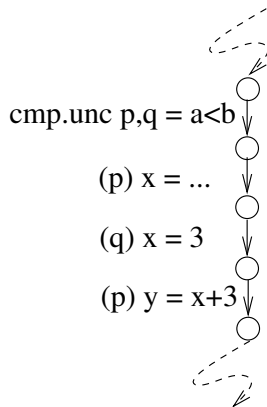 cmp.unc p,q = a<b
(p) x = ...
(q) x = 3
(p) y = x+3